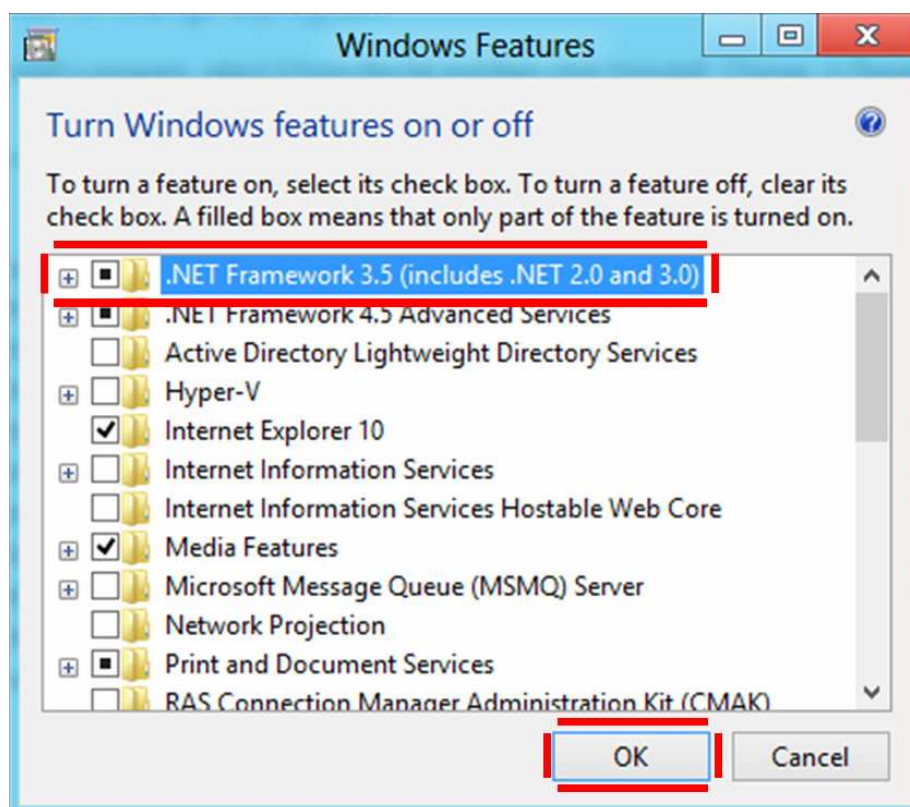 Windows Features
Turn Windows features on or off
To turn a feature on, select its check box. To turn a feature off, clear its
check box. A filled box means that only part of the feature is turned on.
.NET Framework 3.5 (includes .NET 2.0 and 3.0)
.NET Framework 4.5 Advanced Services
Active Directory Lightweight Directory Services
Hyper-V
Internet Explorer 10
Internet Information Services
Internet Information Services Hostable Web Core
Media Features
Microsoft Message Queue (MSMQ) Server
Network Projection
Print and Document Services
RAS Connection Manager Administration Kit (CMAK)
OK Cancel